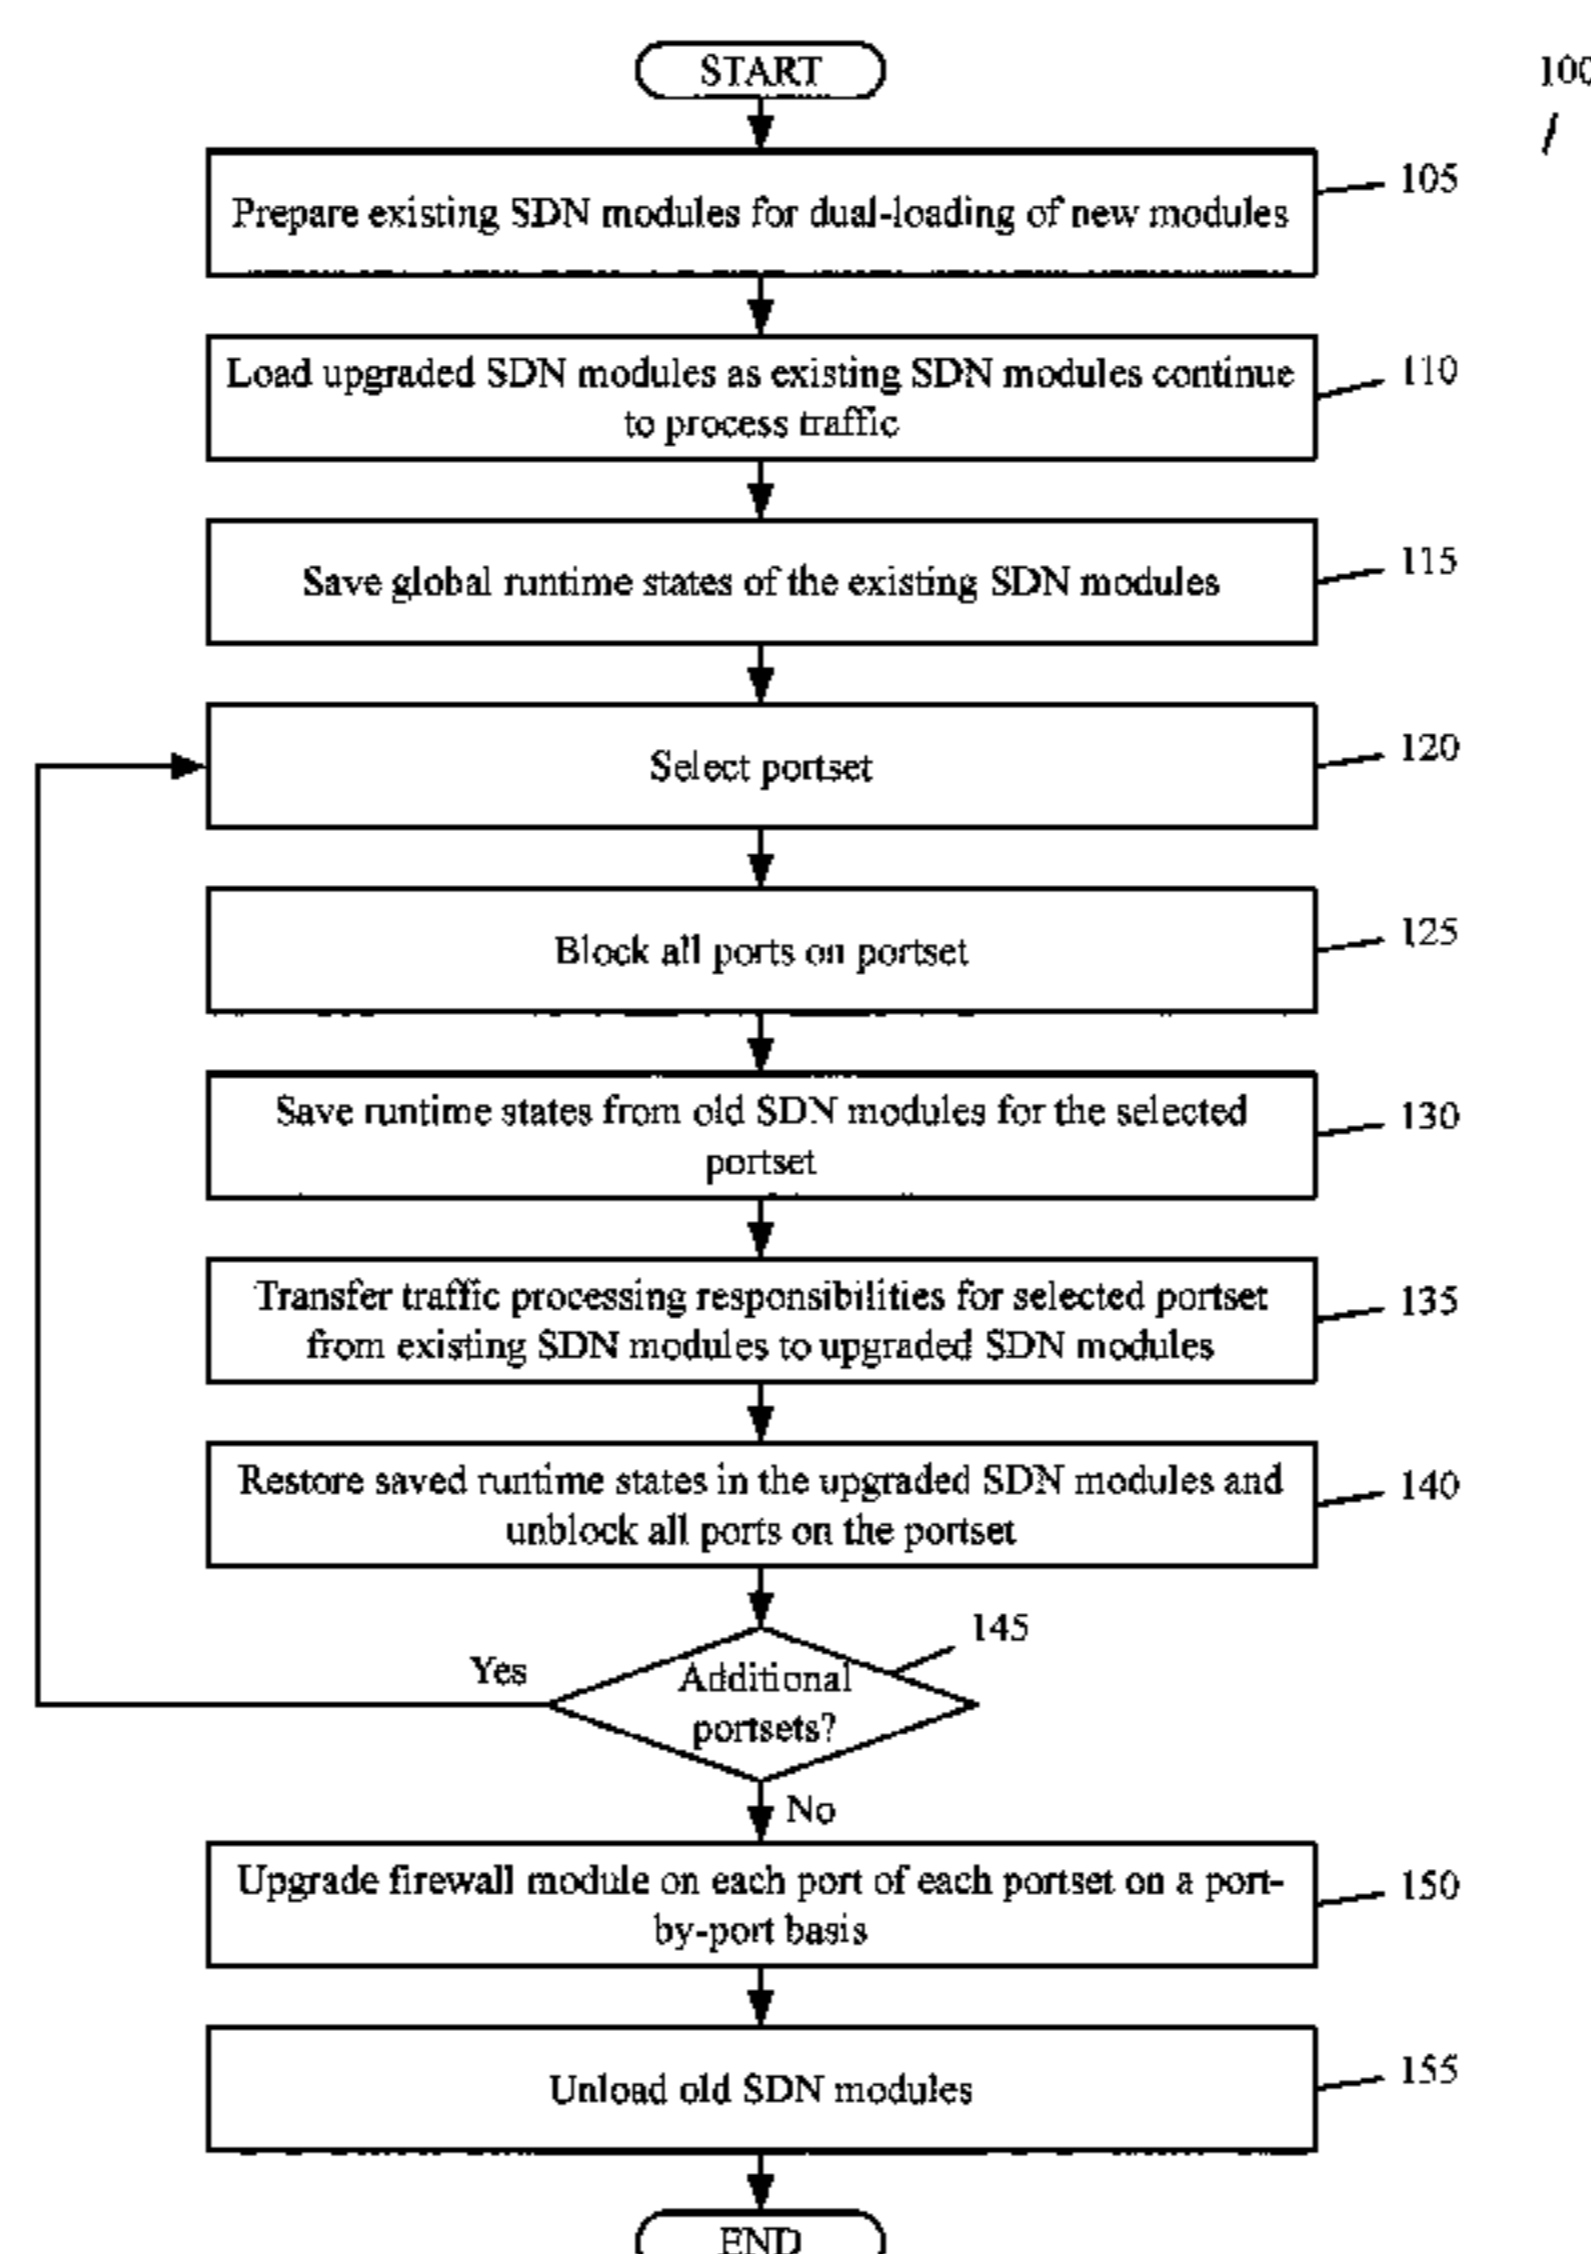 START
100
Prepare existing SDN modules for dual-loading of new modules
105
Load upgraded SDN modules as existing SDN modules continue
to process traffic
110
Save global runtime states of the existing SDN modules
115
Select portset
120
Block all ports on portset
125
Save runtime states from old SDN modules for the selected
portset
130
Transfer traffic processing responsibilities for selected portset
from existing SDN modules to upgraded SDN modules
135
Restore saved runtime states in the upgraded SDN modules and
unblock all ports on the portset
140
145
Yes
Additional
portsets?
No
Upgrade firewall module on each port of each portset on a port-
by-port basis
150
Unload old SDN modules
155
END